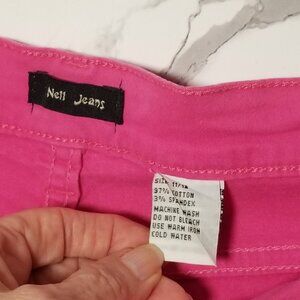 Nell Jeans
SIZE 11/12
97% COTTON
3% SPANDEX
MACHINE WASH
DO NOT BLEACH
USE WARM IRON
COLD WATER